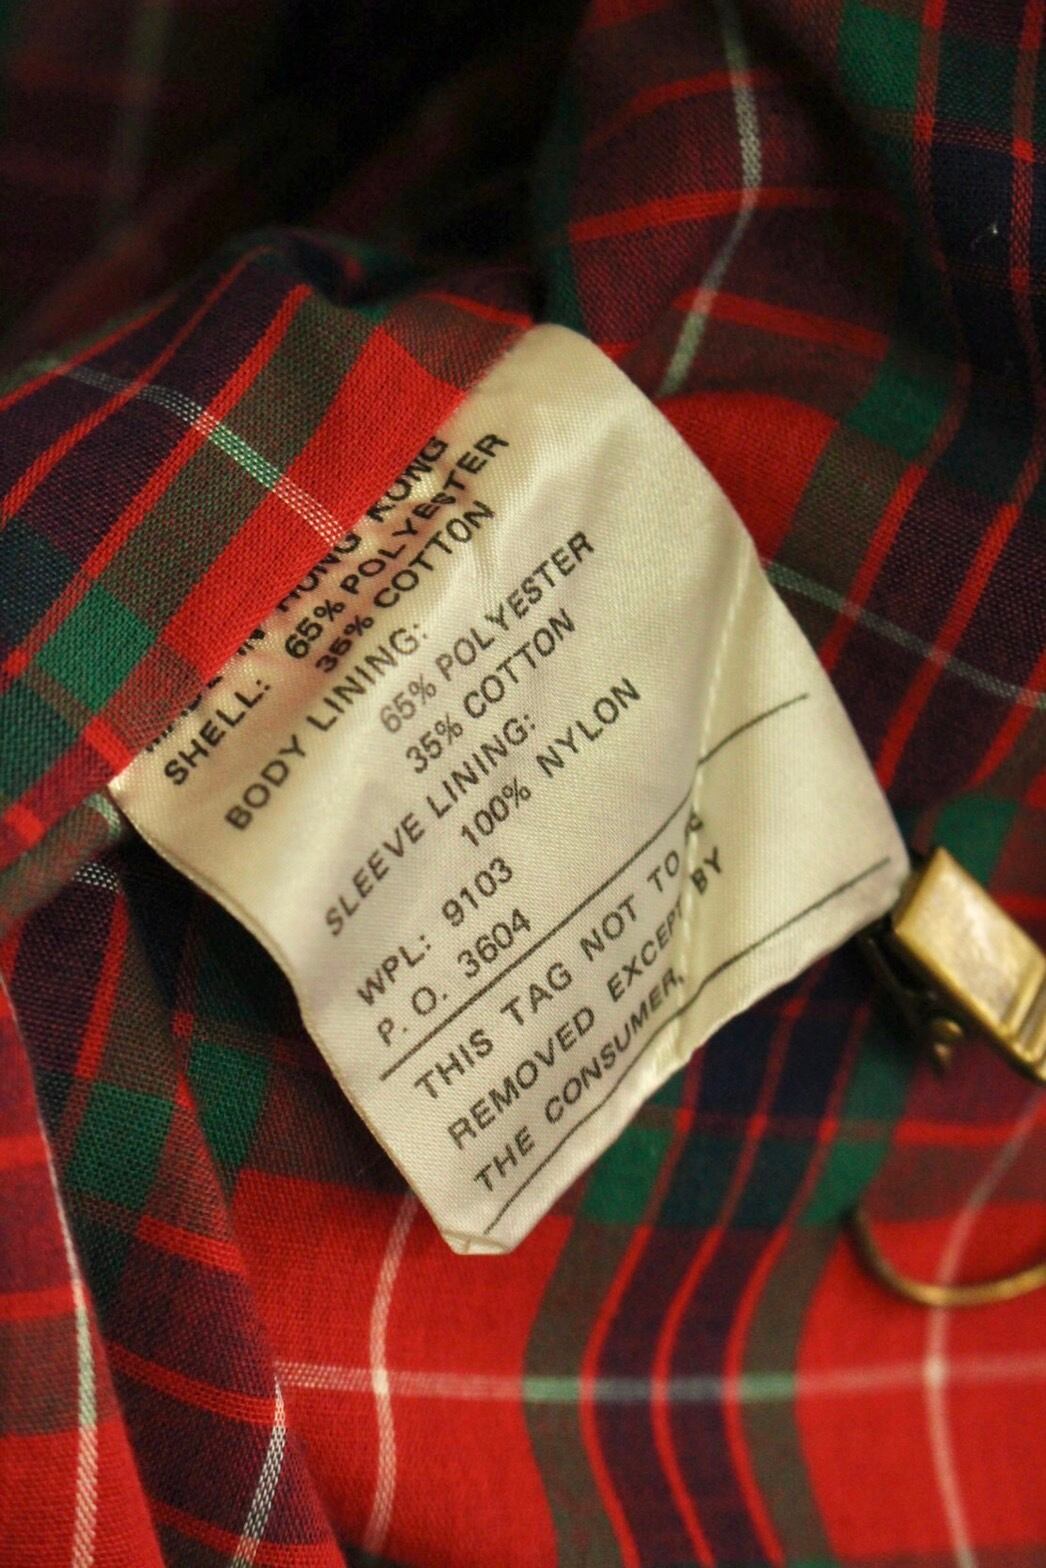 IN HONG KONG
SHELL: 65% POLYESTER
35% COTTON
BODY LINING:
65% POLYESTER
35% COTTON
SLEEVE LINING:
100% NYLON
WPL: 9103
P. O. 3604
THIS TAG NOT TO
REMOVED EXCEPT BY
THE CONSUMER.